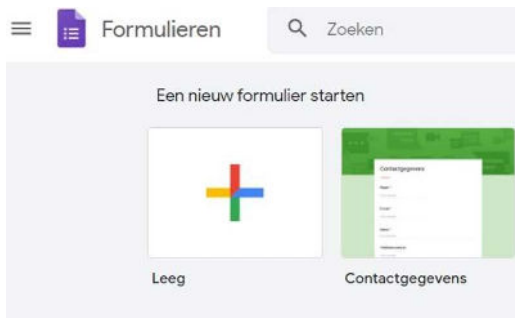 Formulieren
Zoeken
Een nieuw formulier starten
Contactgegevens
Leeg
Contactgegevens